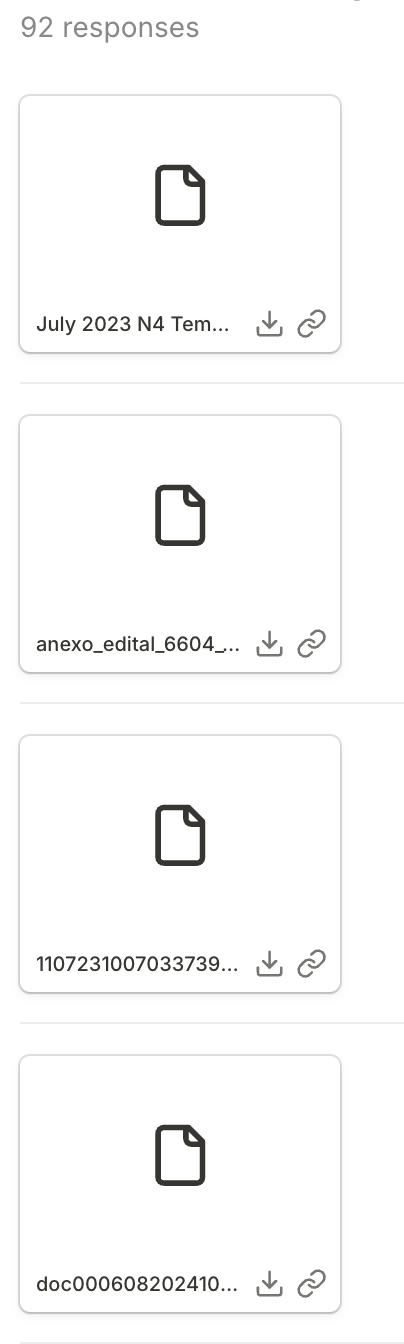 92 responses
July 2023 N4 Tem...
anexo_edital_6604_...
1107231007033739...
doc000608202410...